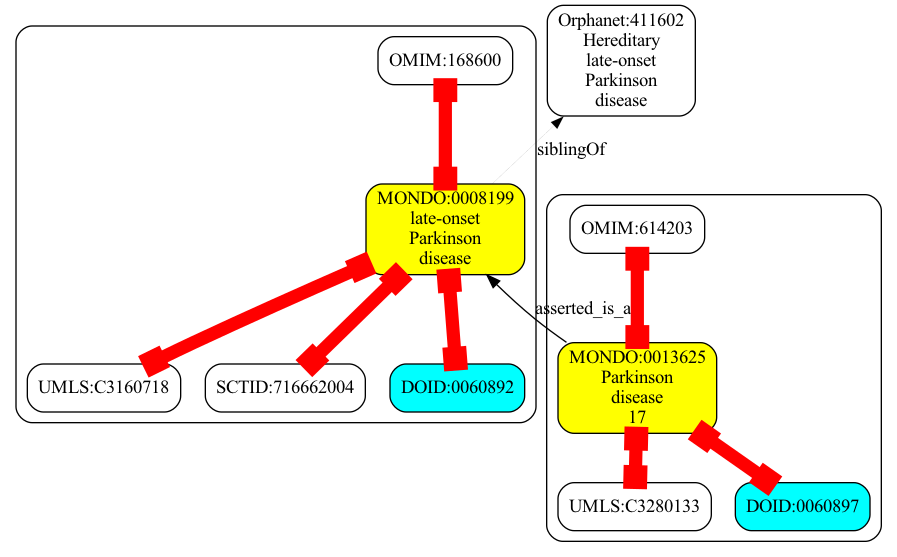 OMIM:168600
Orphanet:411602
Hereditary
late-onset
Parkinson
disease
siblingOf
MONDO:0008199
late-onset
Parkinson
disease
OMIM:614203
asserted_is_a
UMLS:C3160718
SCTID:716662004
DOID:0060892
MONDO:0013625
Parkinson
disease
17
UMLS:C3280133
DOID:0060897